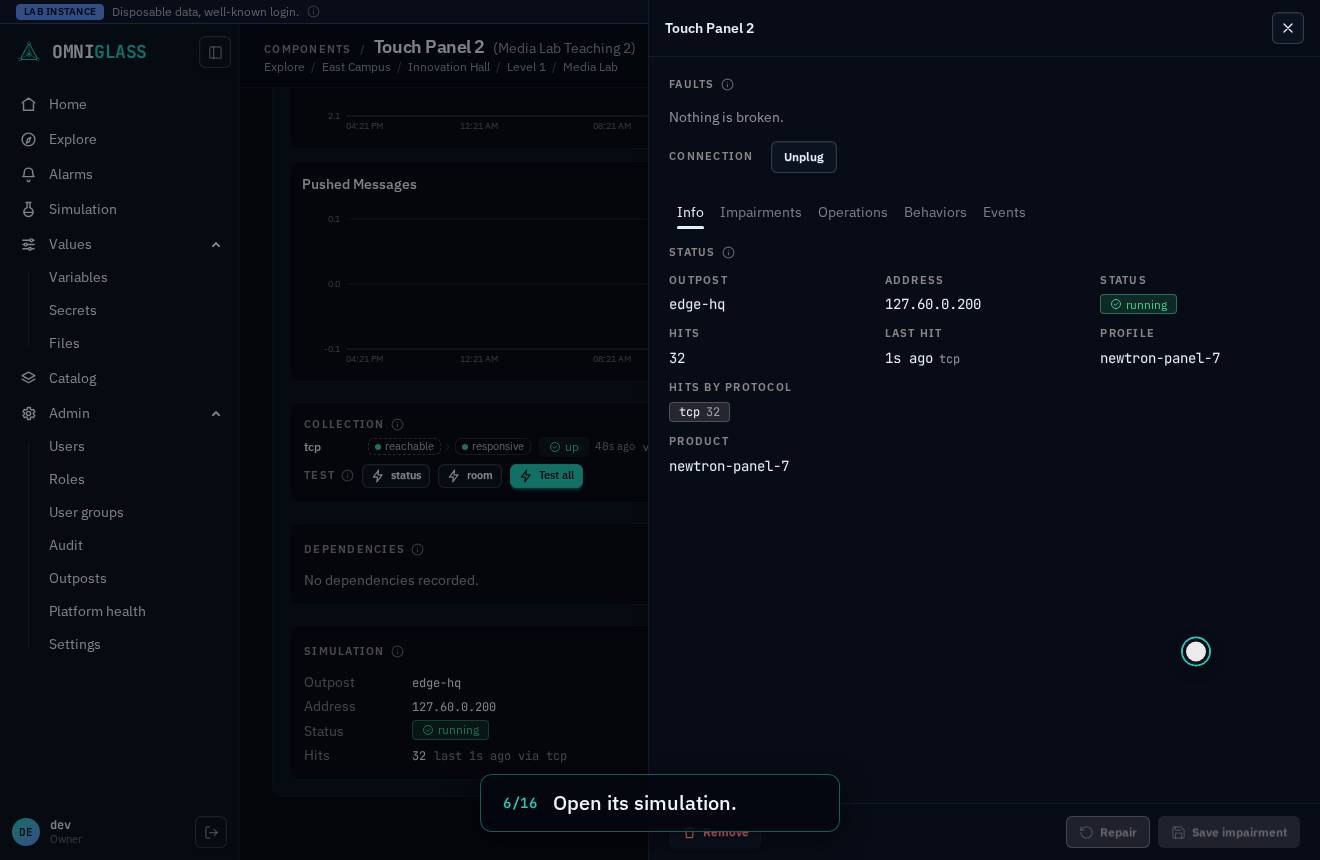 LAB INSTANCE Disposable data, well-known login.
OMNIGLASS
Home
Explore
Alarms
Simulation
Values
Variables
Secrets
Files
Catalog
Admin
Users
Roles
User groups
Audit
Outposts
Platform health
Settings
DE dev
Owner
COMPONENTS / Touch Panel 2 (Media Lab Teaching 2)
Explore / East Campus / Innovation Hall / Level 1 / Media Lab
2.1
04:21 PM 12:21 AM 08:21 AM
Pushed Messages
0.1
0.0
-0.1
04:21 PM 12:21 AM 08:21 AM
COLLECTION
tcp reachable › responsive up 48s ago v
TEST status room Test all
DEPENDENCIES
No dependencies recorded.
SIMULATION
Outpost edge-hq
Address 127.60.0.200
Status running
Hits 32 last 1s ago via tcp
Touch Panel 2
FAULTS
Nothing is broken.
CONNECTION Unplug
Info Impairments Operations Behaviors Events
STATUS
OUTPOST ADDRESS STATUS
edge-hq 127.60.0.200 running
HITS LAST HIT PROFILE
32 1s ago tcp newtron-panel-7
HITS BY PROTOCOL
tcp 32
PRODUCT
newtron-panel-7
6/16 Open its simulation.
Remove Repair Save impairment